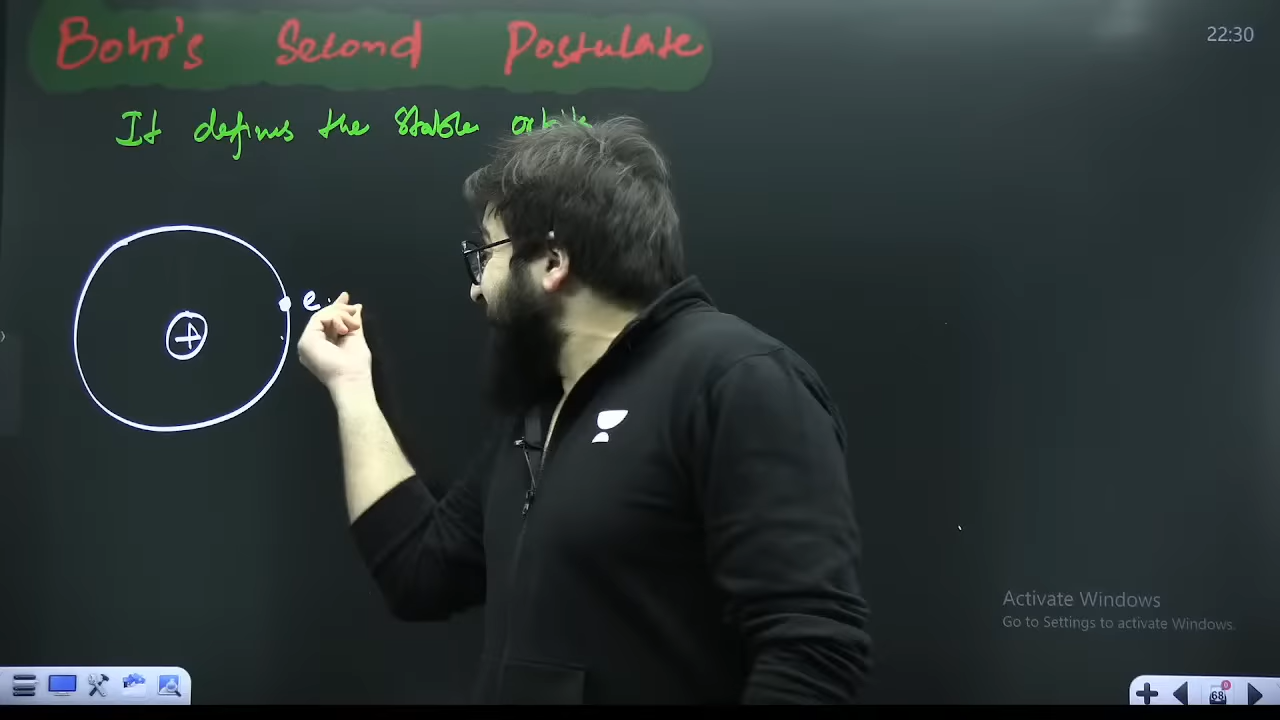 Bohr's Second Postulate
22:30
It defines the stable
e
+
Activate Windows
Go to Settings to activate Windows.
68